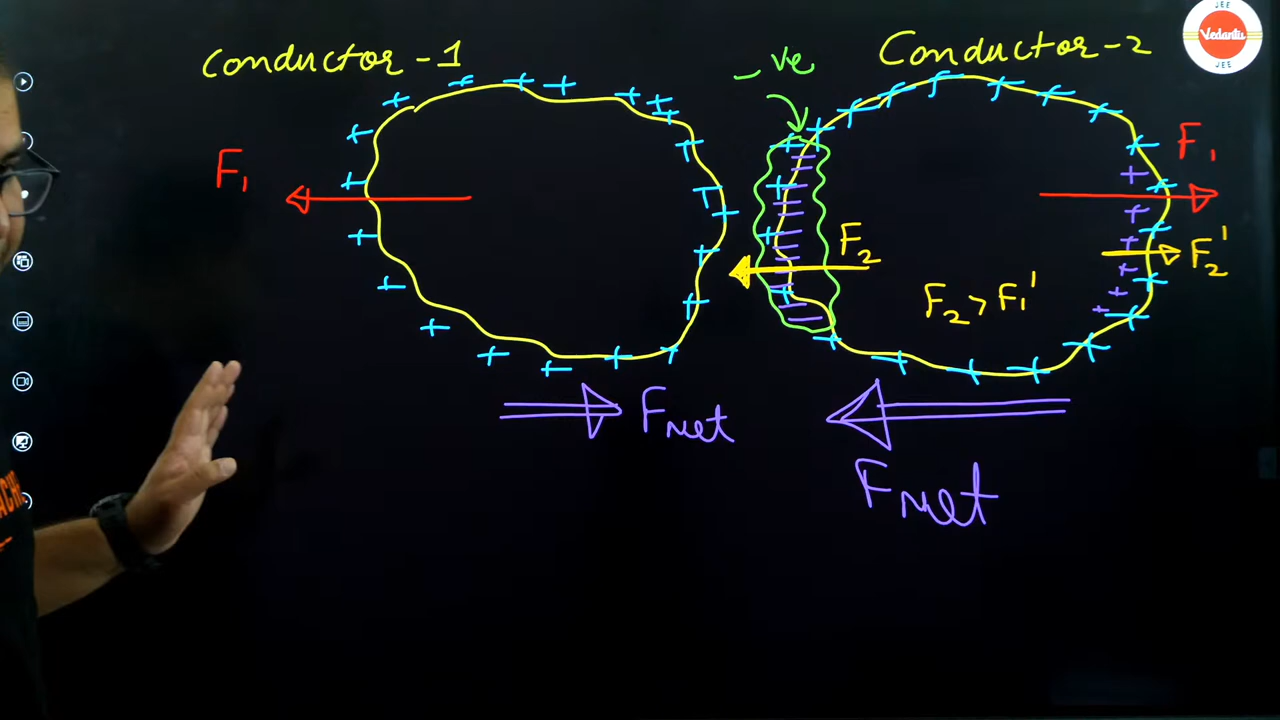 Conductor-1
-ve
Conductor-2
JEE
Vedantu
JEE
F₁
F₁
F₂
F₂'
F₂ > F₁'
Fnet
Fnet